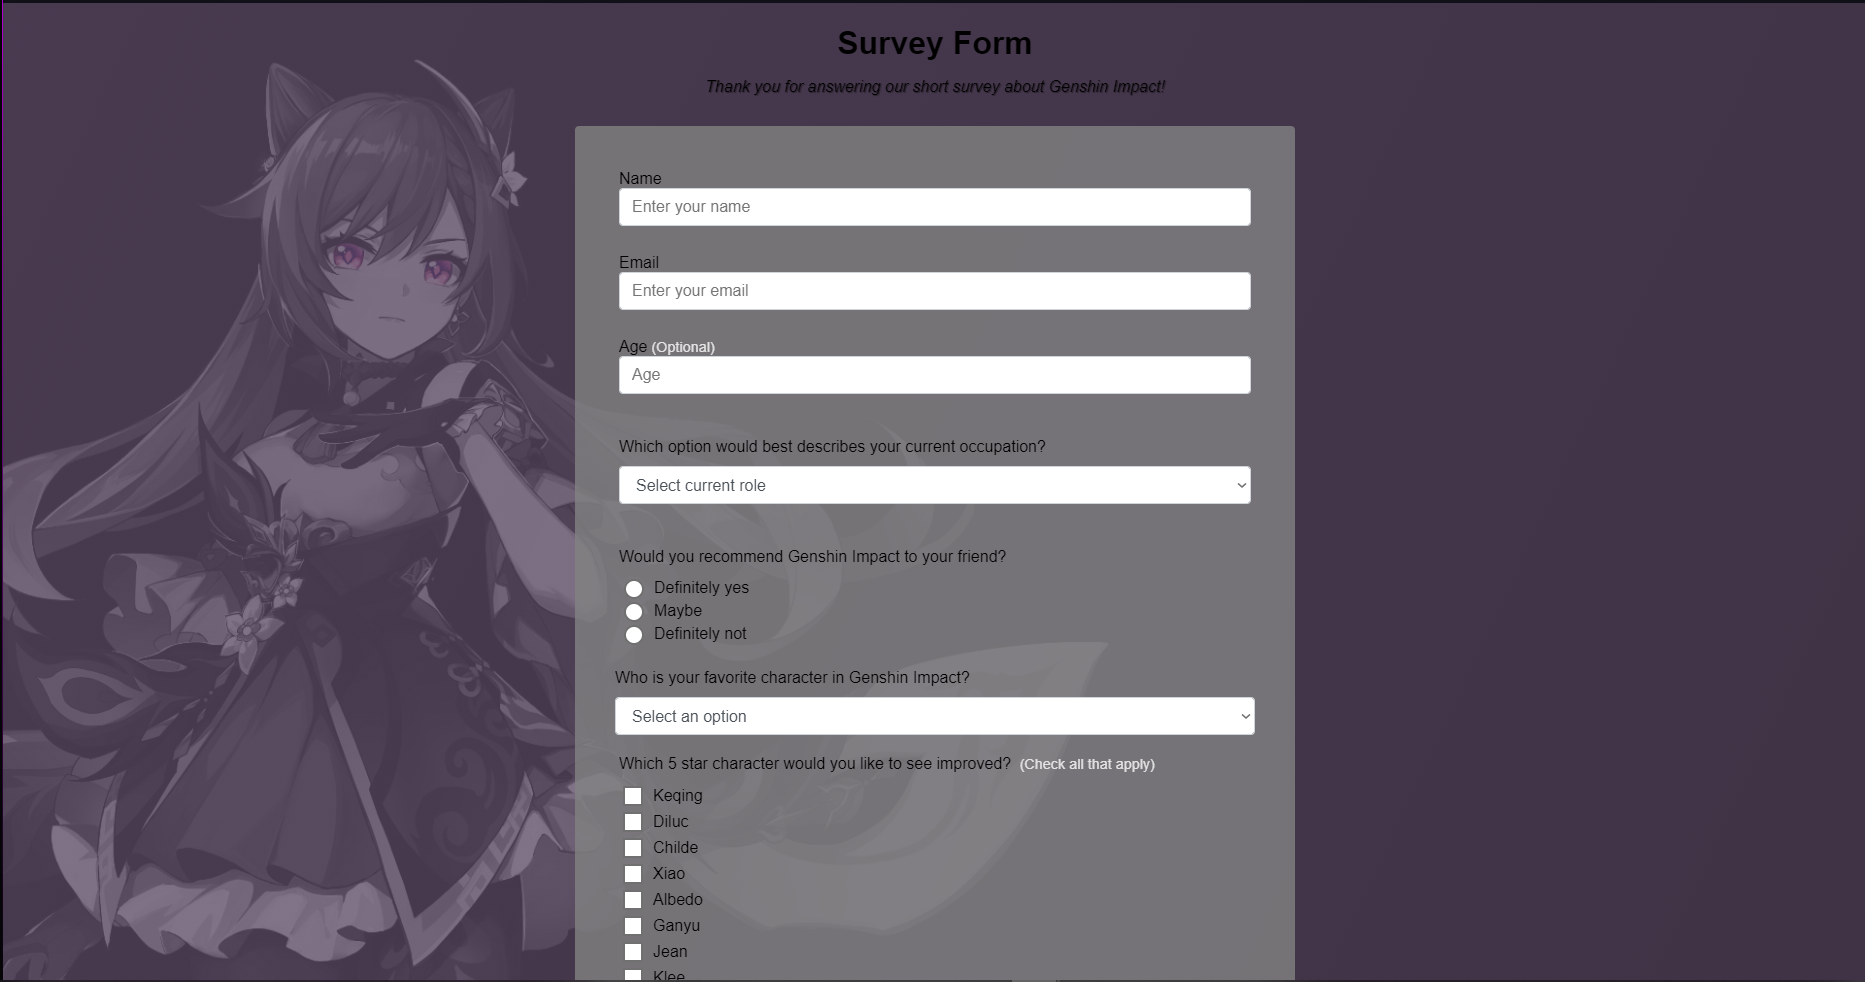 Survey Form
Thank you for answering our short survey about Genshin Impact!
Name
Enter your name
Email
Enter your email
Age (Optional)
Age
Which option would best describes your current occupation?
Select current role
Would you recommend Genshin Impact to your friend?
Definitely yes
Maybe
Definitely not
Who is your favorite character in Genshin Impact?
Select an option
Which 5 star character would you like to see improved? (Check all that apply)
Keqing
Diluc
Childe
Xiao
Albedo
Ganyu
Jean
Klee